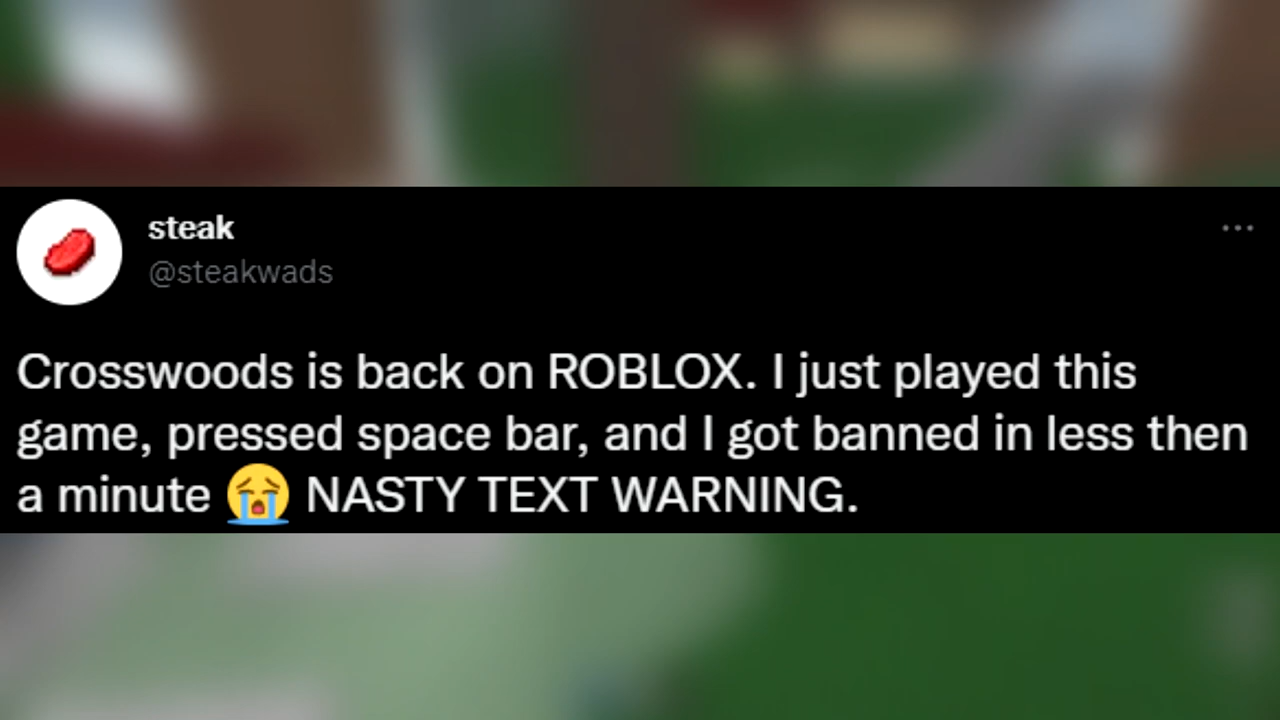 steak
@steakwads
Crosswoods is back on ROBLOX. I just played this
game, pressed space bar, and I got banned in less then
a minute 😭 NASTY TEXT WARNING.